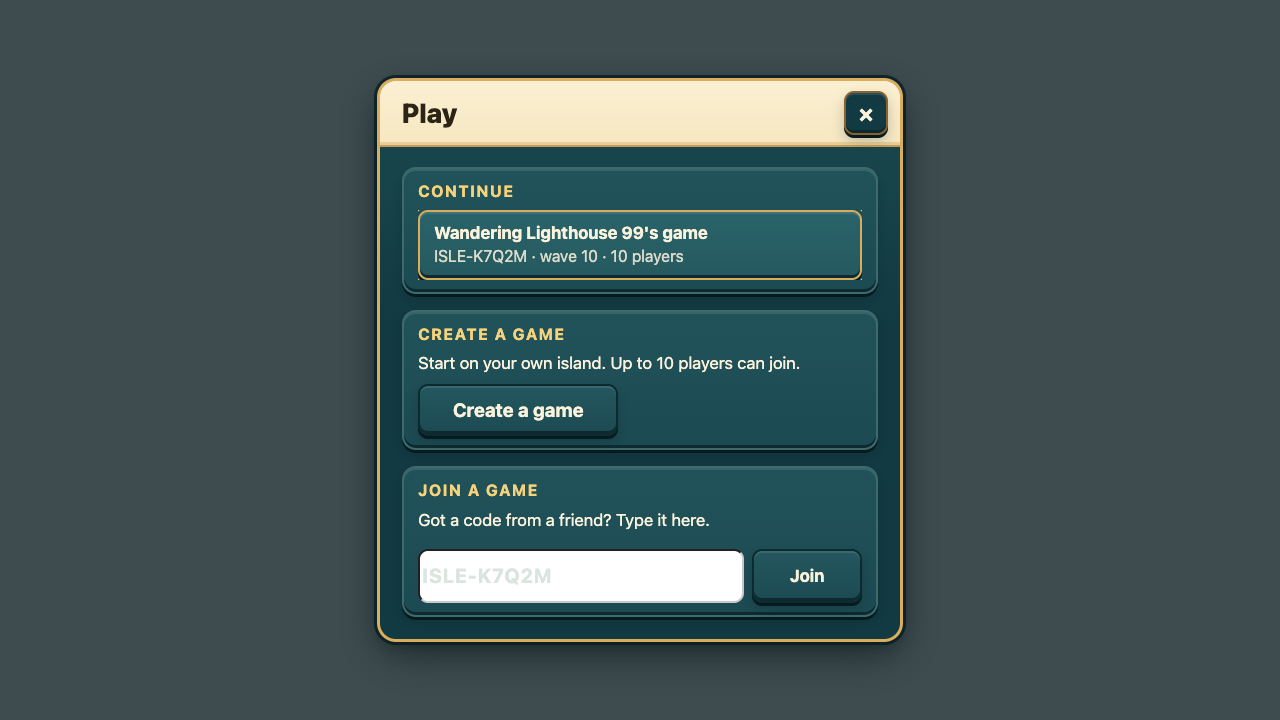 Play
×
CONTINUE
Wandering Lighthouse 99's game
ISLE-K7Q2M · wave 10 · 10 players
CREATE A GAME
Start on your own island. Up to 10 players can join.
Create a game
JOIN A GAME
Got a code from a friend? Type it here.
ISLE-K7Q2M
Join